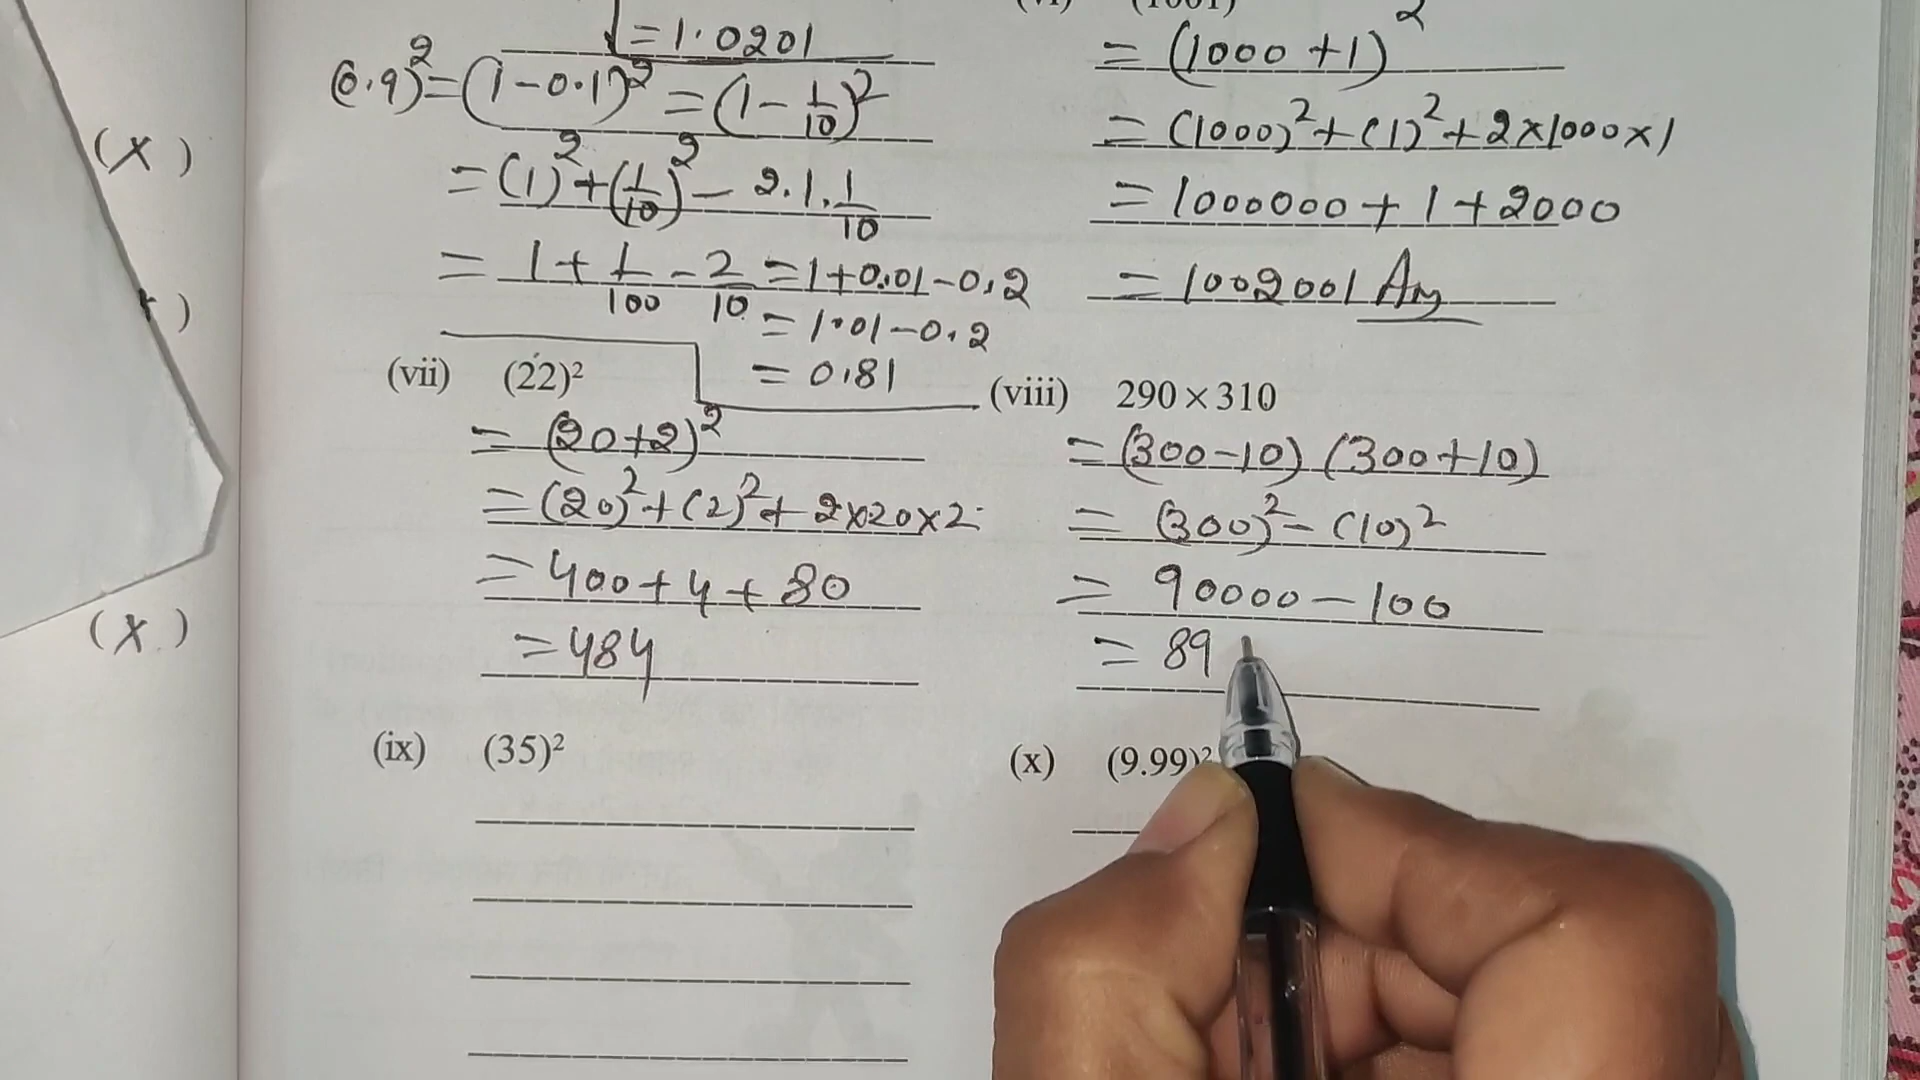 = 1.0201
(0.9)² = (1 - 0.1)² = (1 - 1/10)²
= (1)² + (1/10)² - 2.1.1/10
= 1 + 1/100 - 2/10 = 1 + 0.01 - 0.2
= 1.01 - 0.2
= 0.81
= (1000 + 1)²
= (1000)² + (1)² + 2 × 1000 × 1
= 1000000 + 1 + 2000
= 1002001 Ans
(X )
)
(X )
(vii) (22)²
= (20+2)²
= (20)² + (2)² + 2×20×2
= 400 + 4 + 80
= 484
(viii) 290 × 310
= (300-10) (300+10)
= (300)² - (10)²
= 90000 - 100
= 89
(ix) (35)²
(x) (9.99)²